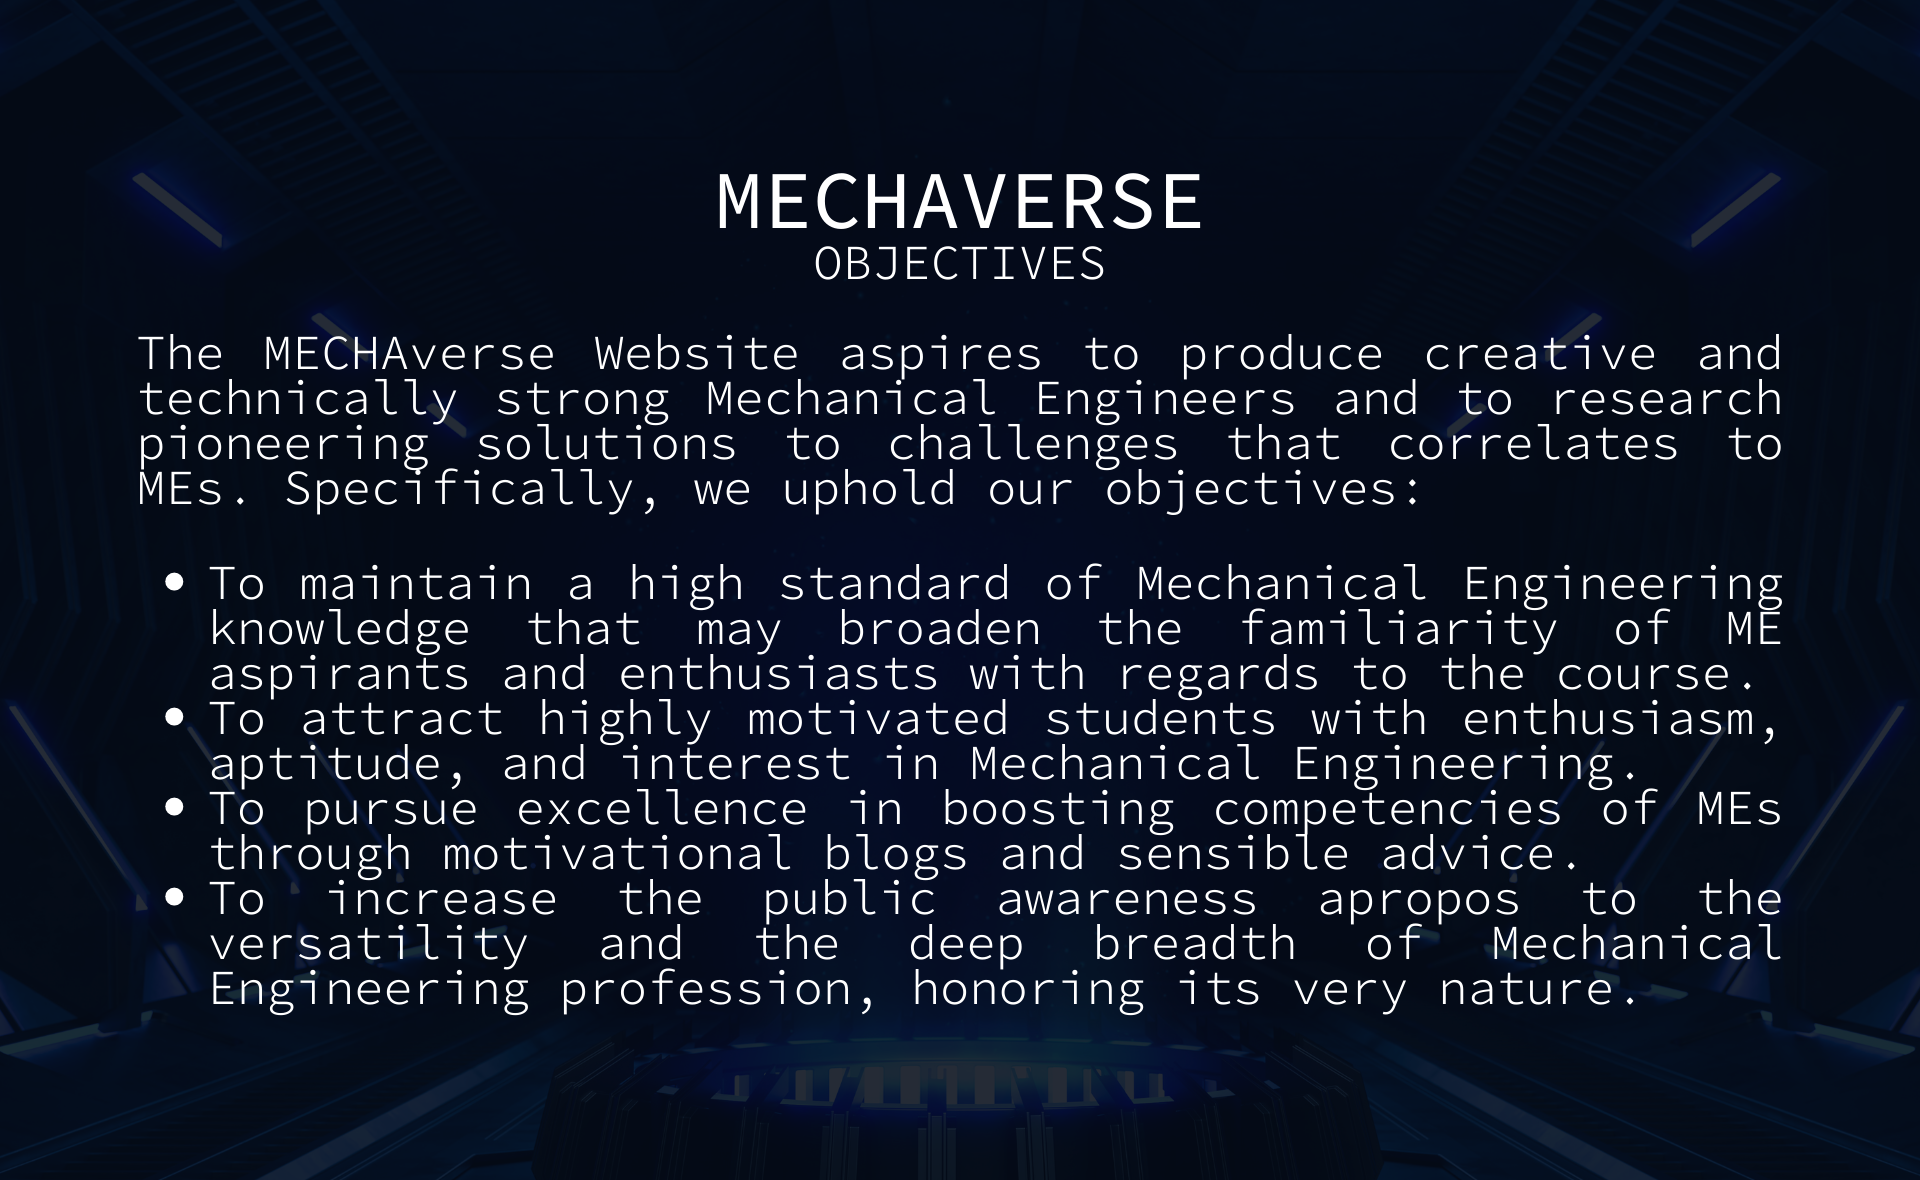 MECHAVERSE
OBJECTIVES
The MECHAverse Website aspires to produce creative and
technically strong Mechanical Engineers and to research
pioneering solutions to challenges that correlates to
MEs. Specifically, we uphold our objectives:
• To maintain a high standard of Mechanical Engineering
knowledge that may broaden the familiarity of ME
aspirants and enthusiasts with regards to the course.
• To attract highly motivated students with enthusiasm,
aptitude, and interest in Mechanical Engineering.
• To pursue excellence in boosting competencies of MEs
through motivational blogs and sensible advice.
• To increase the public awareness apropos to the
versatility and the deep breadth of Mechanical
Engineering profession, honoring its very nature.